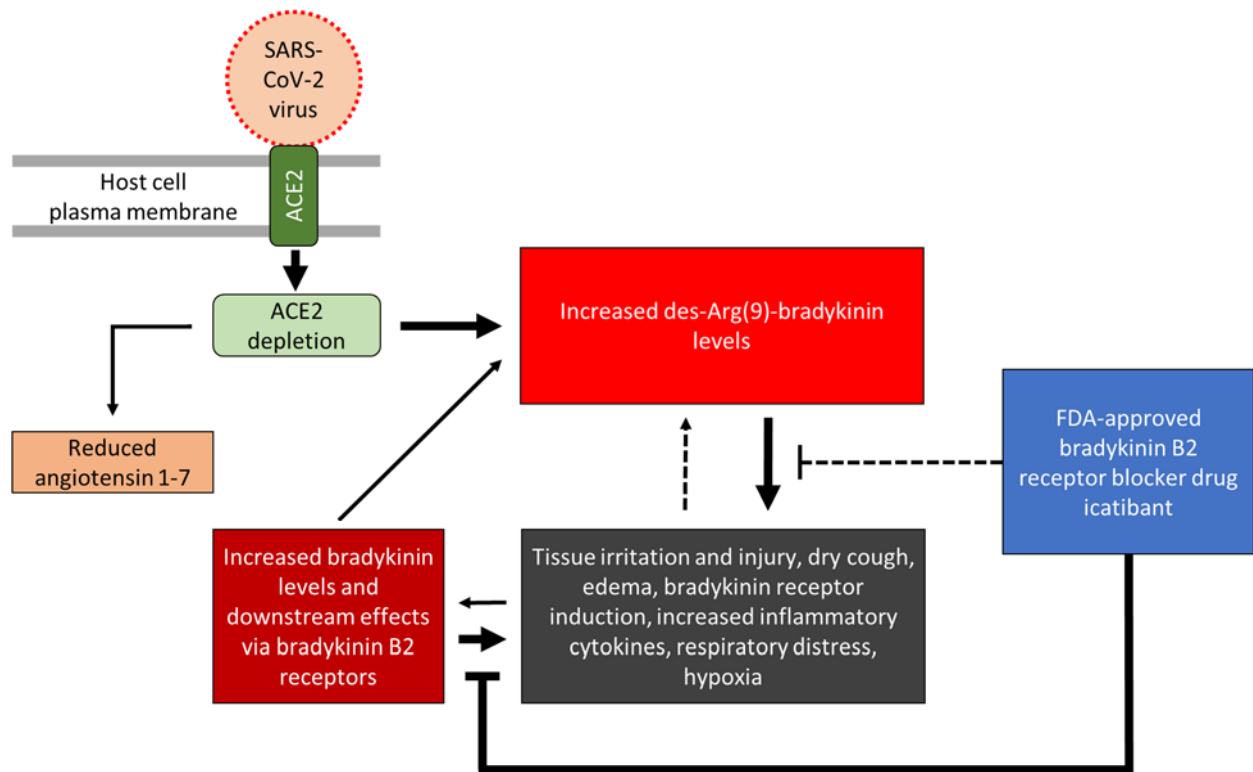 SARS-
CoV-2
virus
Host cell
plasma membrane
ACE2
ACE2
depletion
Increased des-Arg(9)-bradykinin
levels
Reduced
angiotensin 1-7
FDA-approved
bradykinin B2
receptor blocker drug
icatibant
Increased bradykinin
levels and
downstream effects
via bradykinin B2
receptors
Tissue irritation and injury, dry cough,
edema, bradykinin receptor
induction, increased inflammatory
cytokines, respiratory distress,
hypoxia